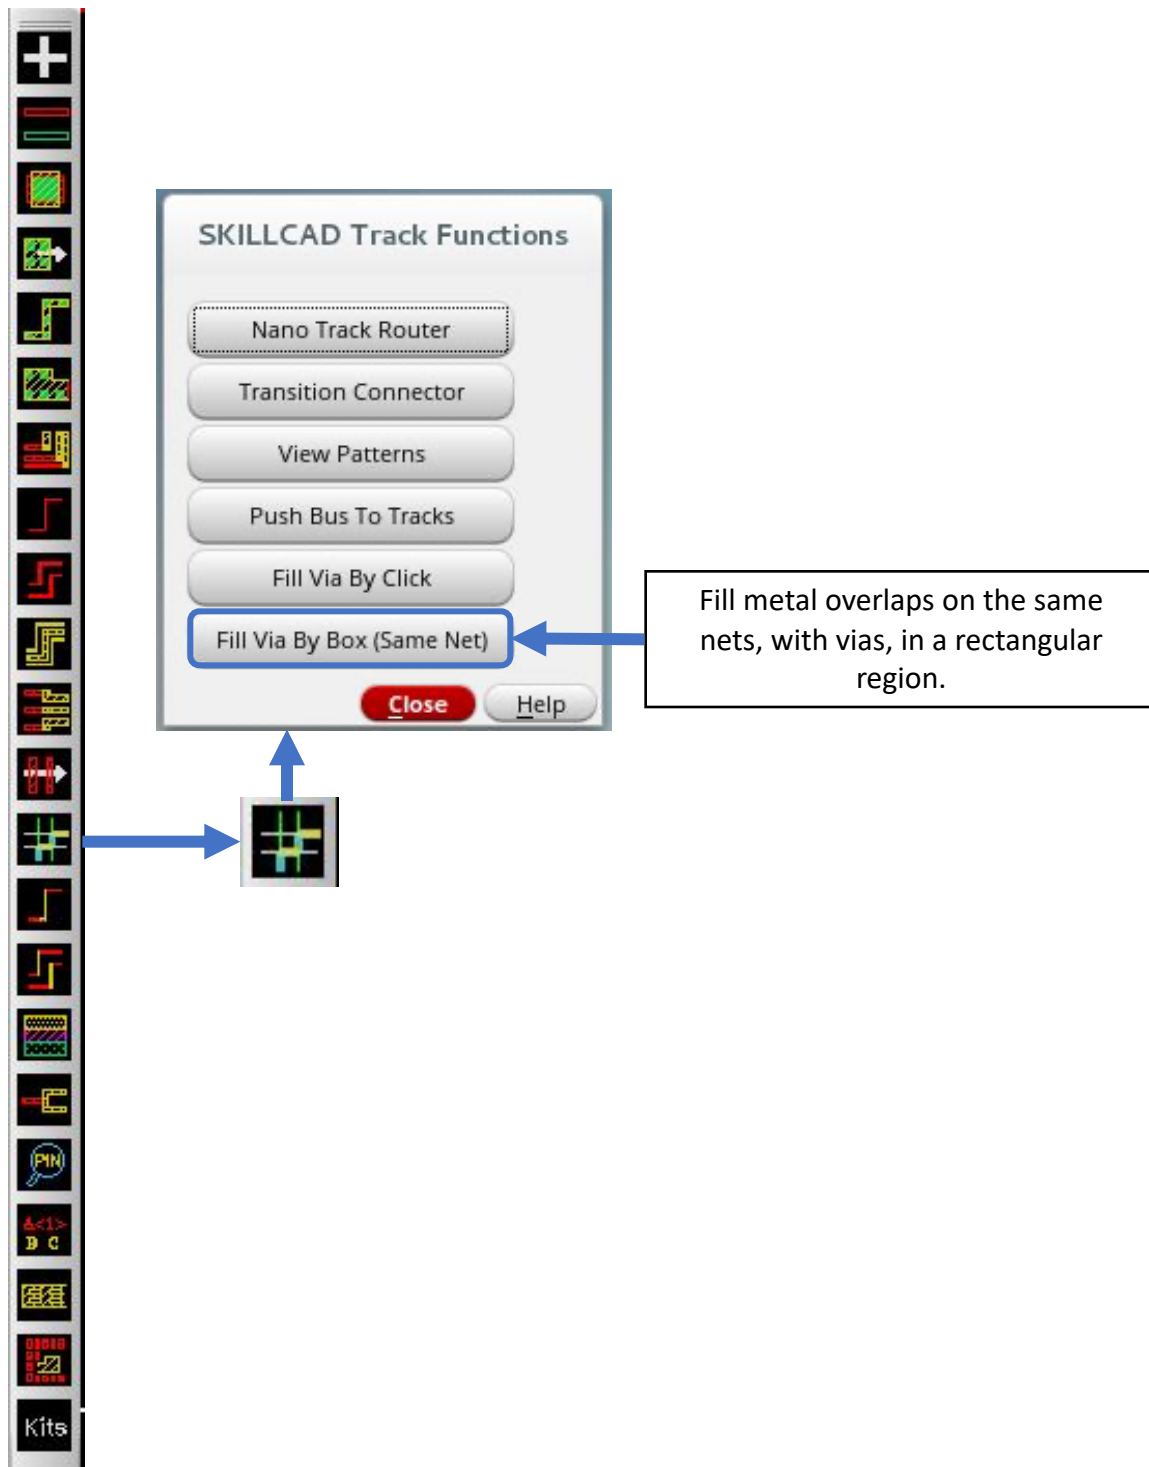 SKILLCAD Track Functions
Nano Track Router
Transition Connector
View Patterns
Push Bus To Tracks
Fill Via By Click
Fill Via By Box (Same Net)
Close
Help
Fill metal overlaps on the same
nets, with vias, in a rectangular
region.
PIN
A<1>
B C
Kits